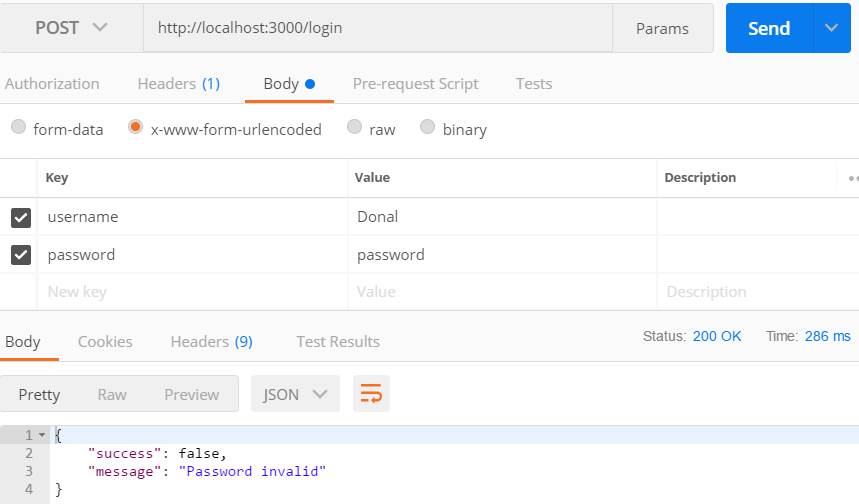 POST http://localhost:3000/login Params Send
Authorization Headers (1) Body Pre-request Script Tests
form-data x-www-form-urlencoded raw binary
Key Value Description
username Donal
password password
New key Value Description
Body Cookies Headers (9) Test Results Status: 200 OK Time: 286 ms
Pretty Raw Preview JSON
1 {
2 "success": false,
3 "message": "Password invalid"
4 }